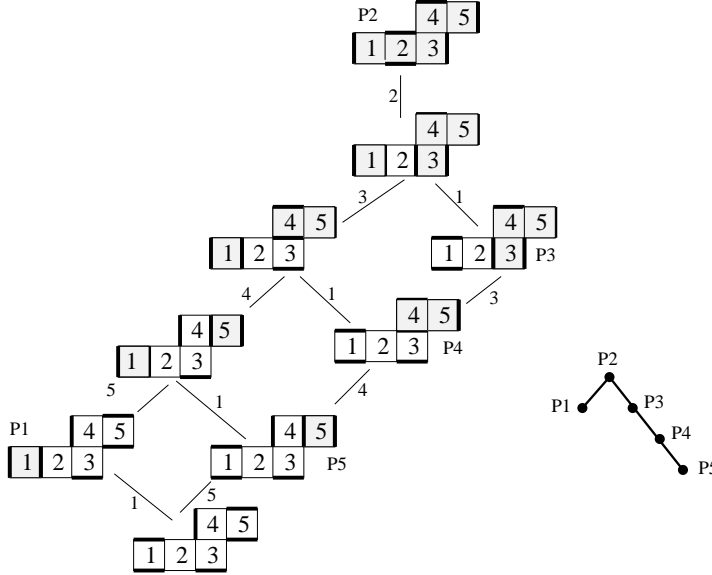 P2 4 5
1 2 3
2
4 5
1 2 3
3 1
4 5 4 5
1 2 3 1 2 3 P3
4 1 3
4 5 4 5
1 2 3 1 2 3 P4
5 1 4
P2
P1 P3
P1 4 5 4 5 P4
1 2 3 1 2 3 P5 P5
1 5
4 5
1 2 3